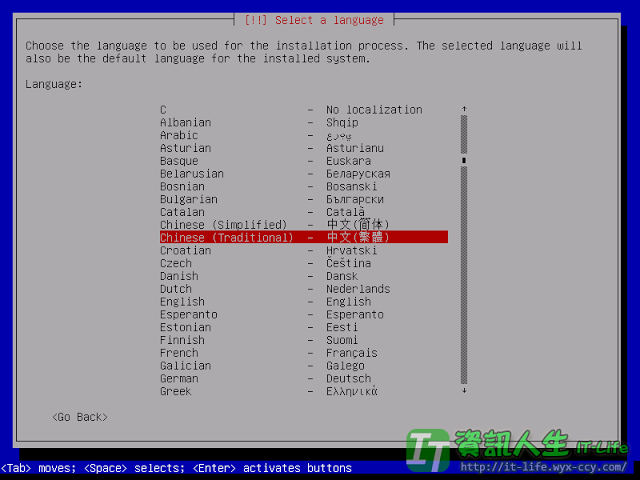 [!!] Select a language
Choose the language to be used for the installation process. The selected language will
also be the default language for the installed system.
Language:
C - No localization
Albanian - Shqip
Arabic - عربي
Asturian - Asturianu
Basque - Euskara
Belarusian - Беларуская
Bosnian - Bosanski
Bulgarian - Български
Catalan - Català
Chinese (Simplified) - 中文(简体)
Chinese (Traditional) - 中文(繁體)
Croatian - Hrvatski
Czech - Čeština
Danish - Dansk
Dutch - Nederlands
English - English
Esperanto - Esperanto
Estonian - Eesti
Finnish - Suomi
French - Français
Galician - Galego
German - Deutsch
Greek - Ελληνικά
<Go Back>
IT 資訊人生 IT-Life
http://it-life.wyx-ccy.com/
<Tab> moves; <Space> selects; <Enter> activates buttons